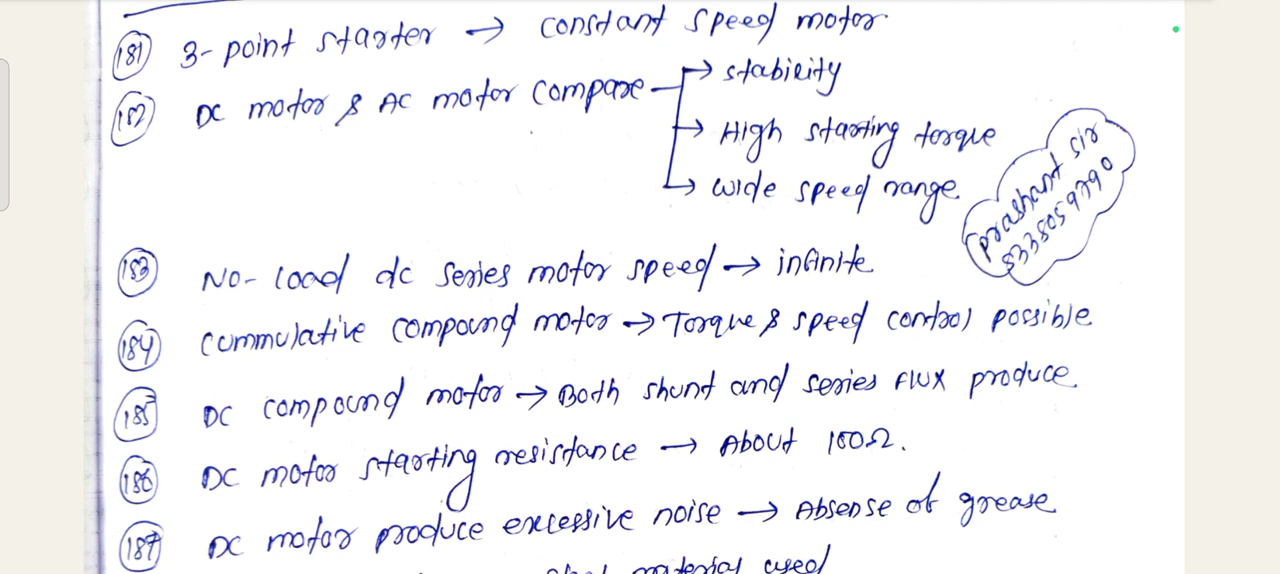 181 3-point starter → constant speed motor
182 DC motor & AC motor compare → stability
→ High starting torque
→ wide speed range
prashant sir
8338059790
183 No-load dc series motor speed → infinite
184 Cummulative compound motor → Torque & speed control possible
185 DC compound motor → Both shunt and series flux produce
186 DC motor starting resistance → About 100Ω.
187 DC motor produce excessive noise → Absense of grease
material used